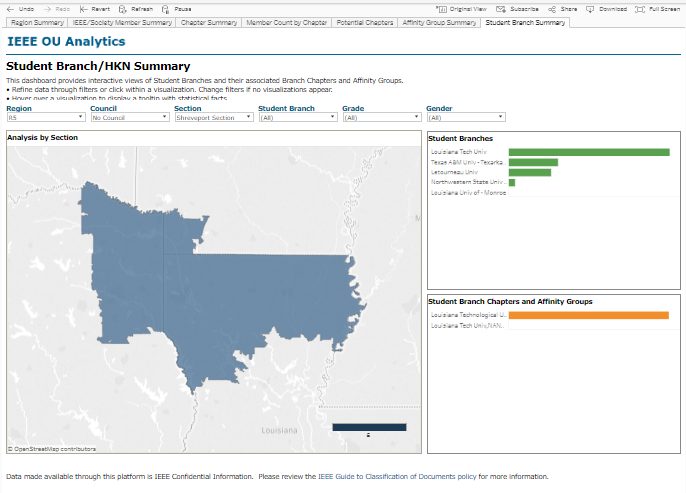 Undo Redo Revert Refresh Pause Original View Subscribe Share Download Full Screen
Region Summary IEEE/Society Member Summary Chapter Summary Member Count by Chapter Potential Chapters Affinity Group Summary Student Branch Summary
IEEE OU Analytics
Student Branch/HKN Summary
This dashboard provides interactive views of Student Branches and their associated Branch Chapters and Affinity Groups.
• Refine data through filters or click within a visualization. Change filters if no visualizations appear.
• Hover over a visualization to display a tooltip with statistical facts
Region Council Section Student Branch Grade Gender
R5 No Council Shreveport Section (All) (All) (All)
Analysis by Section
Student Branches
Louisiana Tech Univ
Texas A&M Univ - Texarka..
Letourneau Univ
Northwestern State Univ..
Louisiana Univ of - Monroe
Student Branch Chapters and Affinity Groups
Louisiana Technological U..
Louisiana Tech Univ,NAN..
Louisiana
© OpenStreetMap contributors
Data made available through this platform is IEEE Confidential Information. Please review the IEEE Guide to Classification of Documents policy for more information.